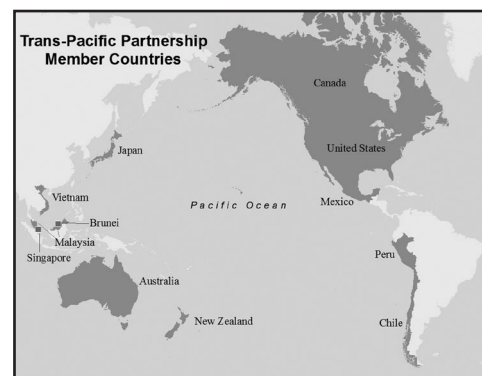 Trans-Pacific Partnership
Member Countries
Canada
United States
Japan
Vietnam
Pacific Ocean
Mexico
Brunei
Malaysia
Singapore
Peru
Australia
New Zealand
Chile